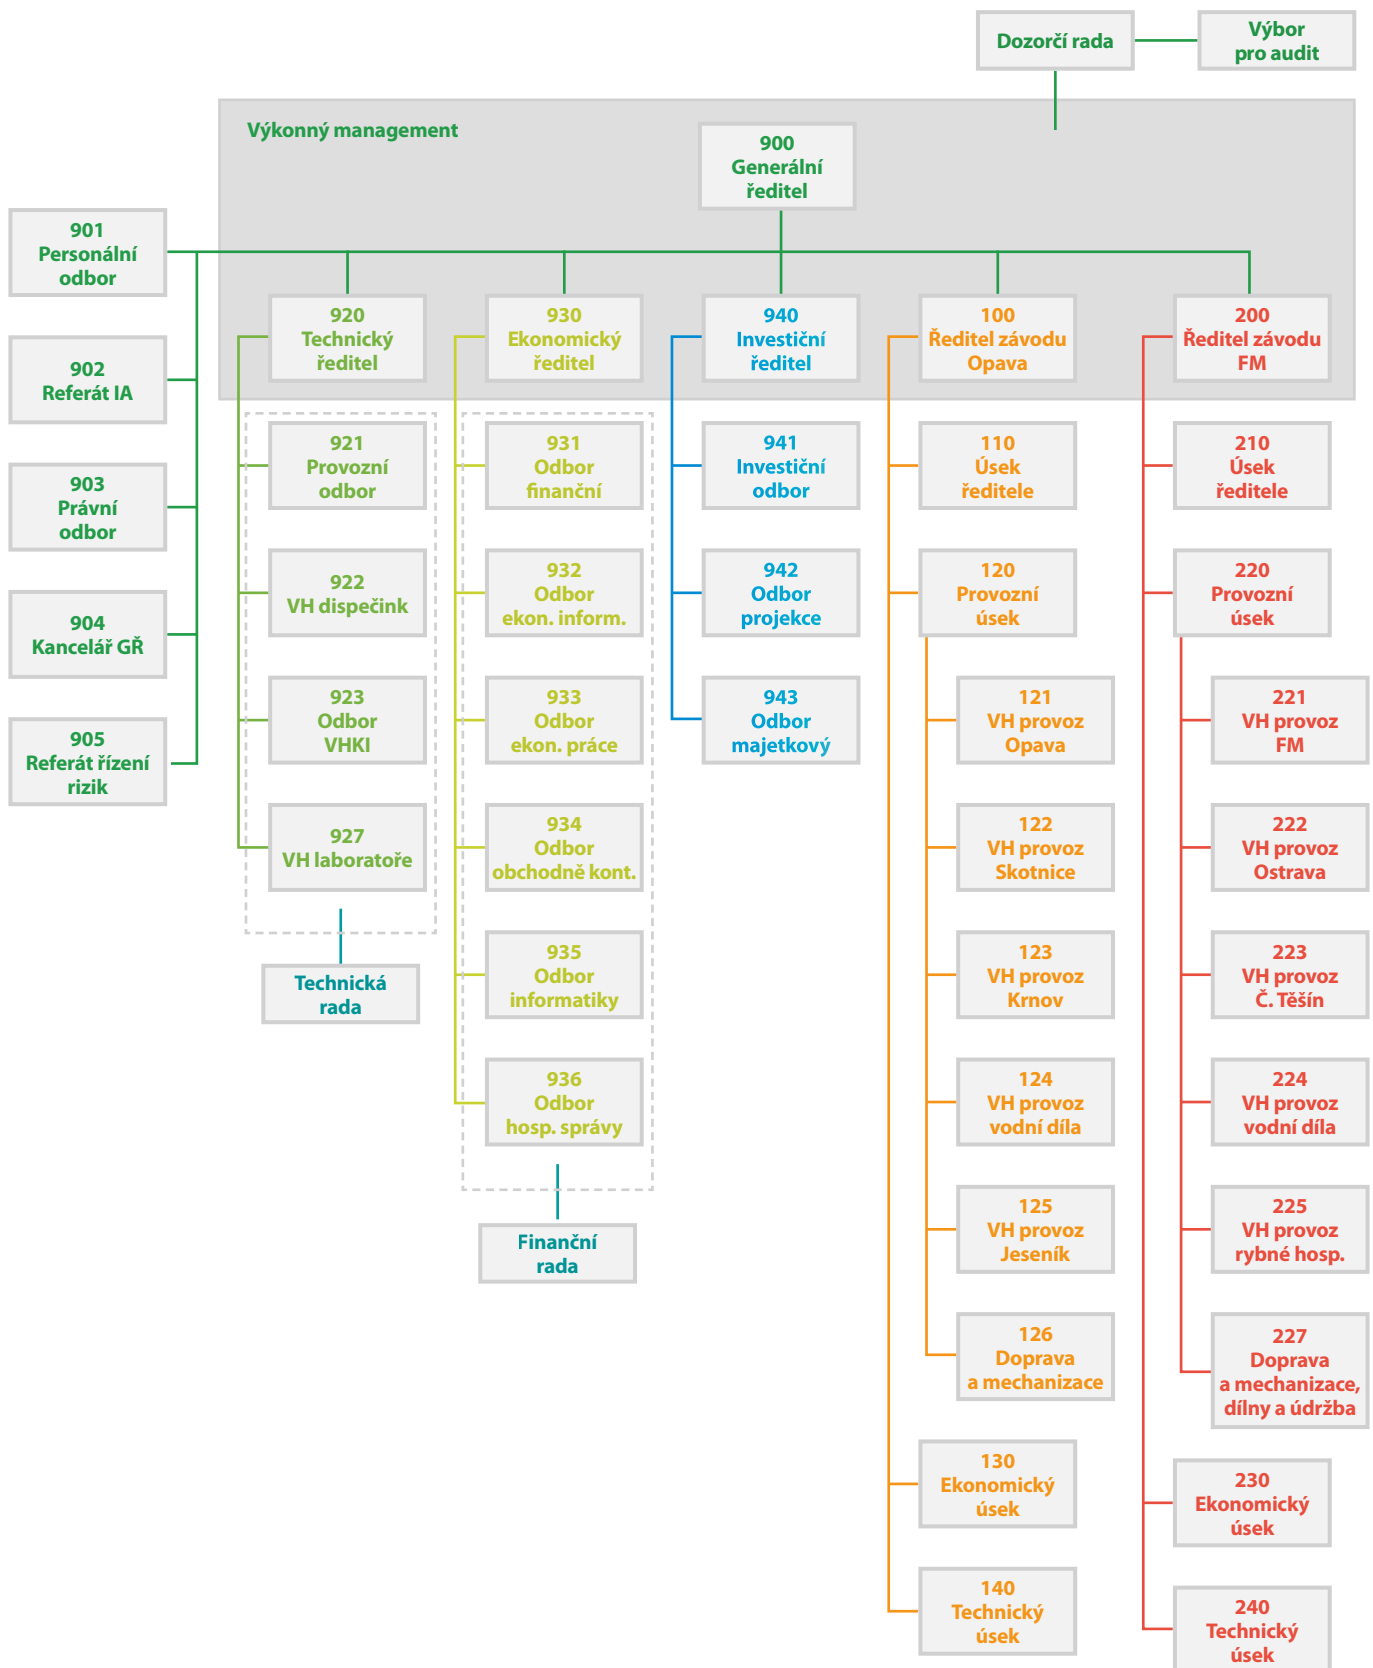 Dozorčí rada
Výbor
pro audit
Výkonný management
900
Generální
ředitel
901
Personální
odbor
902
Referát IA
903
Právní
odbor
904
Kancelář GŘ
905
Referát řízení
rizik
920
Technický
ředitel
921
Provozní
odbor
922
VH dispečink
923
Odbor
VHKI
927
VH laboratoře
Technická
rada
930
Ekonomický
ředitel
931
Odbor
finanční
932
Odbor
ekon. inform.
933
Odbor
ekon. práce
934
Odbor
obchodně kont.
935
Odbor
informatiky
936
Odbor
hosp. správy
Finanční
rada
940
Investiční
ředitel
941
Investiční
odbor
942
Odbor
projekce
943
Odbor
majetkový
100
Ředitel závodu
Opava
110
Úsek
ředitele
120
Provozní
úsek
121
VH provoz
Opava
122
VH provoz
Skotnice
123
VH provoz
Krnov
124
VH provoz
vodní díla
125
VH provoz
Jeseník
126
Doprava
a mechanizace
130
Ekonomický
úsek
140
Technický
úsek
200
Ředitel závodu
FM
210
Úsek
ředitele
220
Provozní
úsek
221
VH provoz
FM
222
VH provoz
Ostrava
223
VH provoz
Č. Těšín
224
VH provoz
vodní díla
225
VH provoz
rybné hosp.
227
Doprava
a mechanizace,
dílny a údržba
230
Ekonomický
úsek
240
Technický
úsek